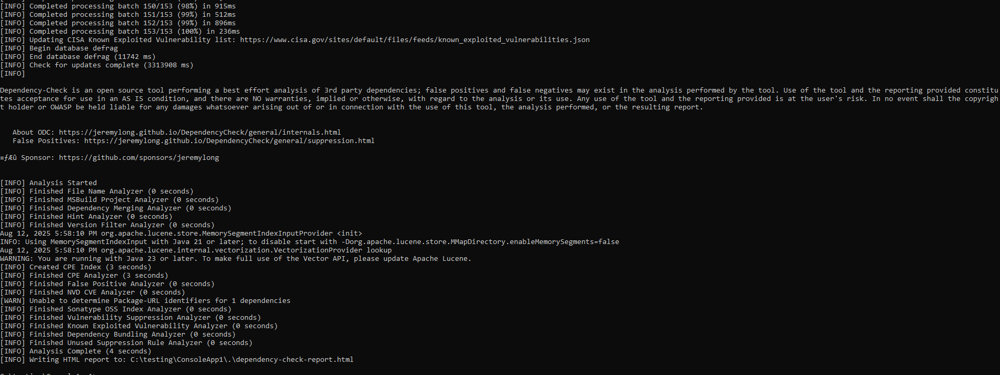 [INFO] Completed processing batch 150/153 (98%) in 915ms
[INFO] Completed processing batch 151/153 (99%) in 512ms
[INFO] Completed processing batch 152/153 (99%) in 896ms
[INFO] Completed processing batch 153/153 (100%) in 236ms
[INFO] Updating CISA Known Exploited Vulnerability list: https://www.cisa.gov/sites/default/files/feeds/known_exploited_vulnerabilities.json
[INFO] Begin database defrag
[INFO] End database defrag (11742 ms)
[INFO] Check for updates complete (3313908 ms)
[INFO]
Dependency-Check is an open source tool performing a best effort analysis of 3rd party dependencies; false positives and false negatives may exist in the analysis performed by the tool. Use of the tool and the reporting provided constitu
tes acceptance for use in an AS IS condition, and there are NO warranties, implied or otherwise, with regard to the analysis or its use. Any use of the tool and the reporting provided is at the user's risk. In no event shall the copyrigh
t holder or OWASP be held liable for any damages whatsoever arising out of or in connection with the use of this tool, the analysis performed, or the resulting report.
About ODC: https://jeremylong.github.io/DependencyCheck/general/internals.html
False Positives: https://jeremylong.github.io/DependencyCheck/general/suppression.html
≡ƒÆû Sponsor: https://github.com/sponsors/jeremylong
[INFO] Analysis Started
[INFO] Finished File Name Analyzer (0 seconds)
[INFO] Finished MSBuild Project Analyzer (0 seconds)
[INFO] Finished Dependency Merging Analyzer (0 seconds)
[INFO] Finished Hint Analyzer (0 seconds)
[INFO] Finished Version Filter Analyzer (0 seconds)
Aug 12, 2025 5:58:10 PM org.apache.lucene.store.MemorySegmentIndexInputProvider <init>
INFO: Using MemorySegmentIndexInput with Java 21 or later; to disable start with -Dorg.apache.lucene.store.MMapDirectory.enableMemorySegments=false
Aug 12, 2025 5:58:10 PM org.apache.lucene.internal.vectorization.VectorizationProvider lookup
WARNING: You are running with Java 23 or later. To make full use of the Vector API, please update Apache Lucene.
[INFO] Created CPE Index (3 seconds)
[INFO] Finished CPE Analyzer (3 seconds)
[INFO] Finished False Positive Analyzer (0 seconds)
[INFO] Finished NVD CVE Analyzer (0 seconds)
[WARN] Unable to determine Package-URL identifiers for 1 dependencies
[INFO] Finished Sonatype OSS Index Analyzer (0 seconds)
[INFO] Finished Vulnerability Suppression Analyzer (0 seconds)
[INFO] Finished Known Exploited Vulnerability Analyzer (0 seconds)
[INFO] Finished Dependency Bundling Analyzer (0 seconds)
[INFO] Finished Unused Suppression Rule Analyzer (0 seconds)
[INFO] Analysis Complete (4 seconds)
[INFO] Writing HTML report to: C:\testing\ConsoleApp1\.\dependency-check-report.html